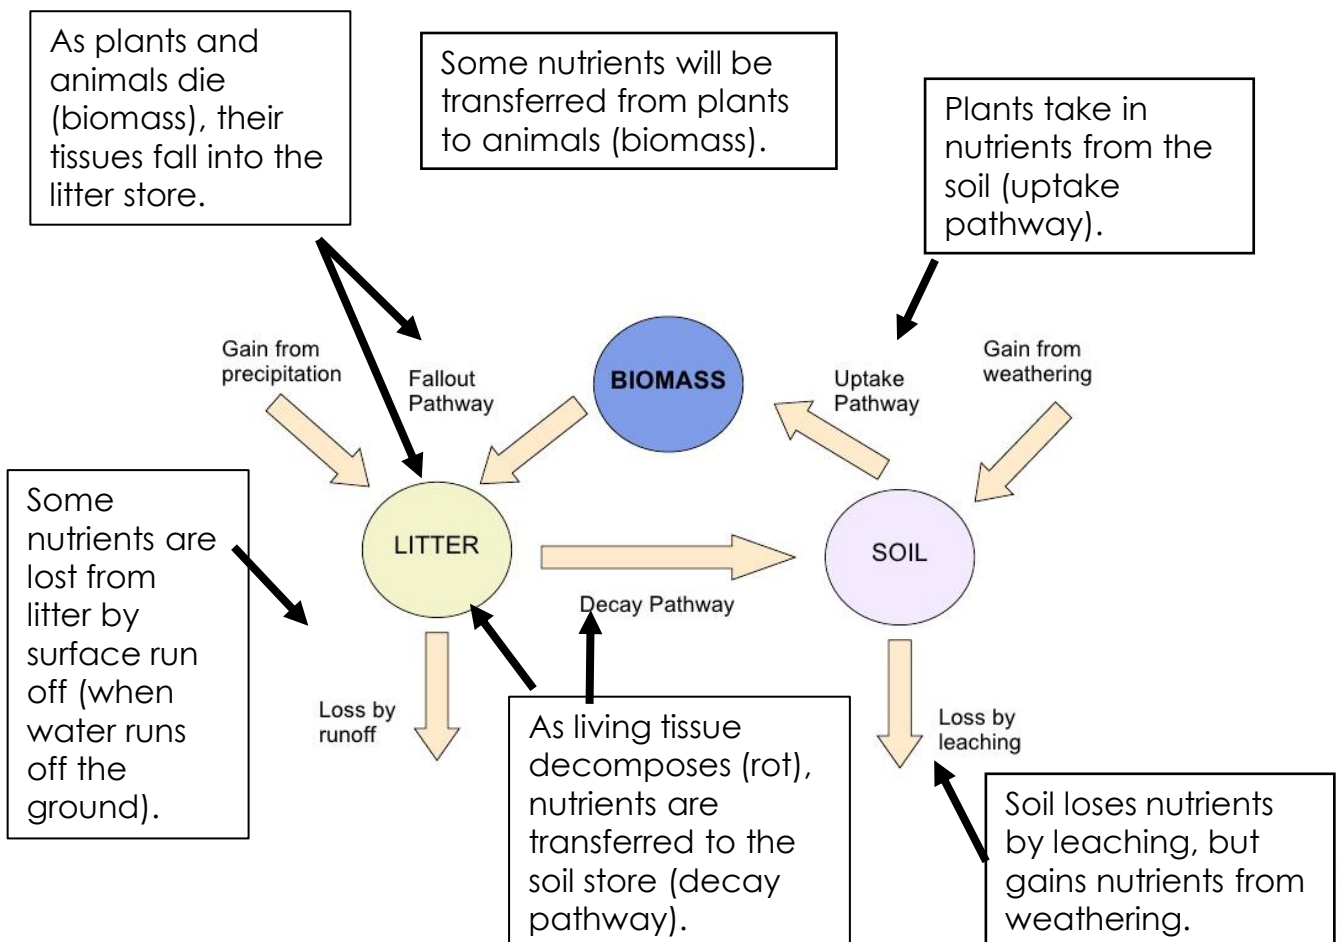 As plants and
animals die
(biomass), their
tissues fall into the
litter store.
Some nutrients will be
transferred from plants
to animals (biomass).
Plants take in
nutrients from the
soil (uptake
pathway).
Gain from
precipitation
Fallout
Pathway
BIOMASS
Uptake
Pathway
Gain from
weathering
Some
nutrients are
lost from
litter by
surface run
off (when
water runs
off the
ground).
LITTER
SOIL
Decay Pathway
Loss by
runoff
As living tissue
decomposes (rot),
nutrients are
transferred to the
soil store (decay
pathway).
Loss by
leaching
Soil loses nutrients
by leaching, but
gains nutrients from
weathering.